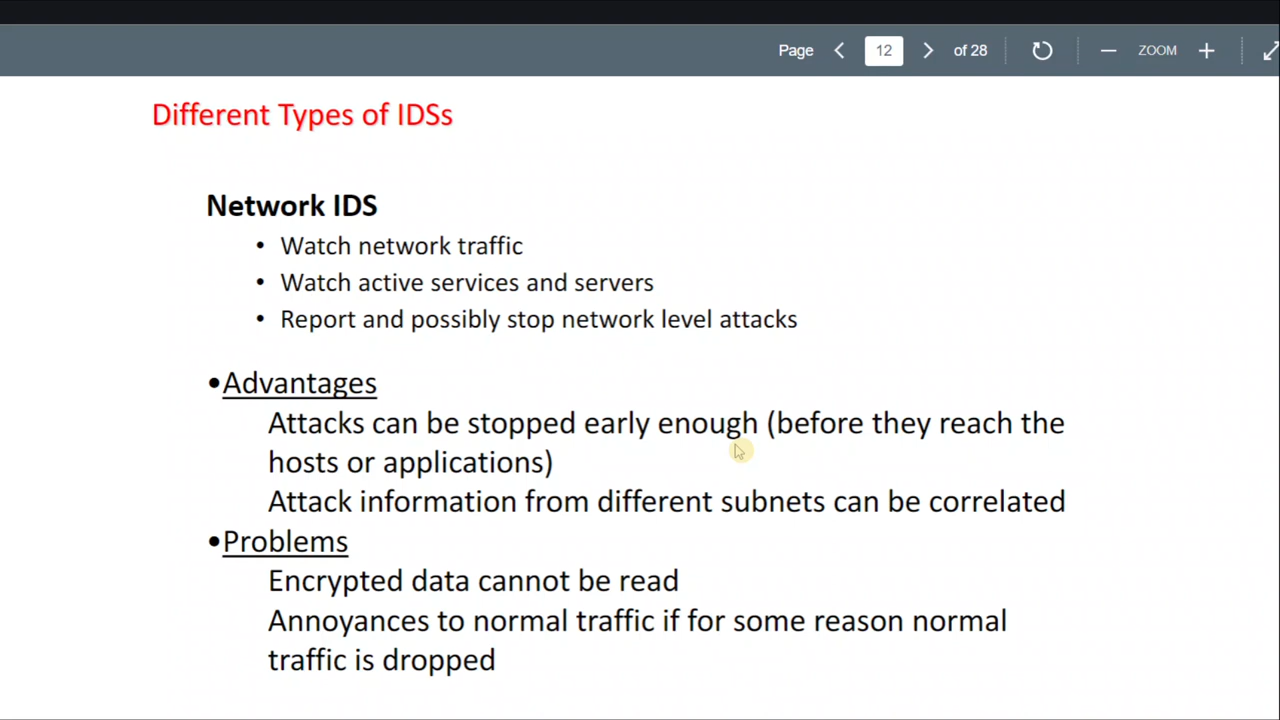 Page 12 of 28 ZOOM
Different Types of IDSs
Network IDS
• Watch network traffic
• Watch active services and servers
• Report and possibly stop network level attacks
•Advantages
Attacks can be stopped early enough (before they reach the
hosts or applications)
Attack information from different subnets can be correlated
•Problems
Encrypted data cannot be read
Annoyances to normal traffic if for some reason normal
traffic is dropped